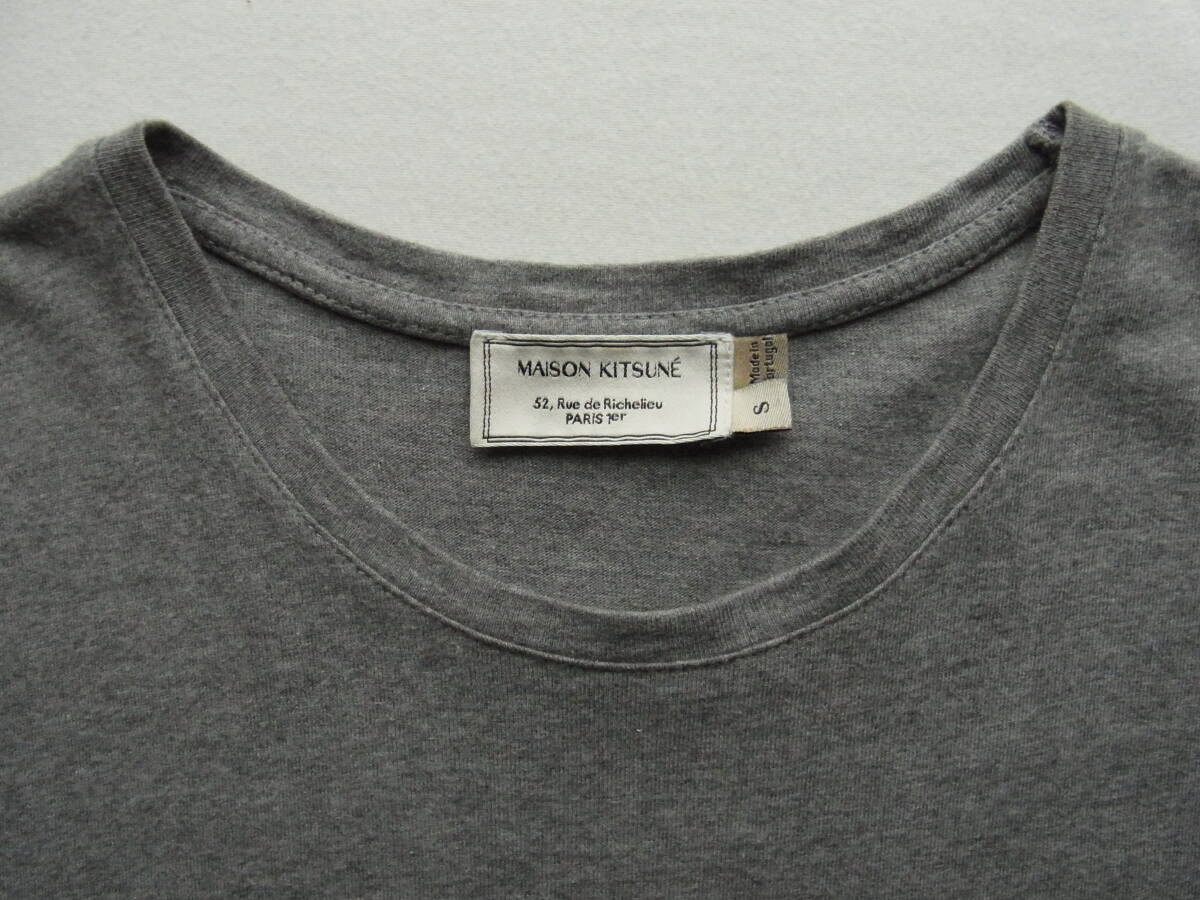 MAISON KITSUNÉ
52, Rue de Richelieu
PARIS 1er
Made in
Portugal
S